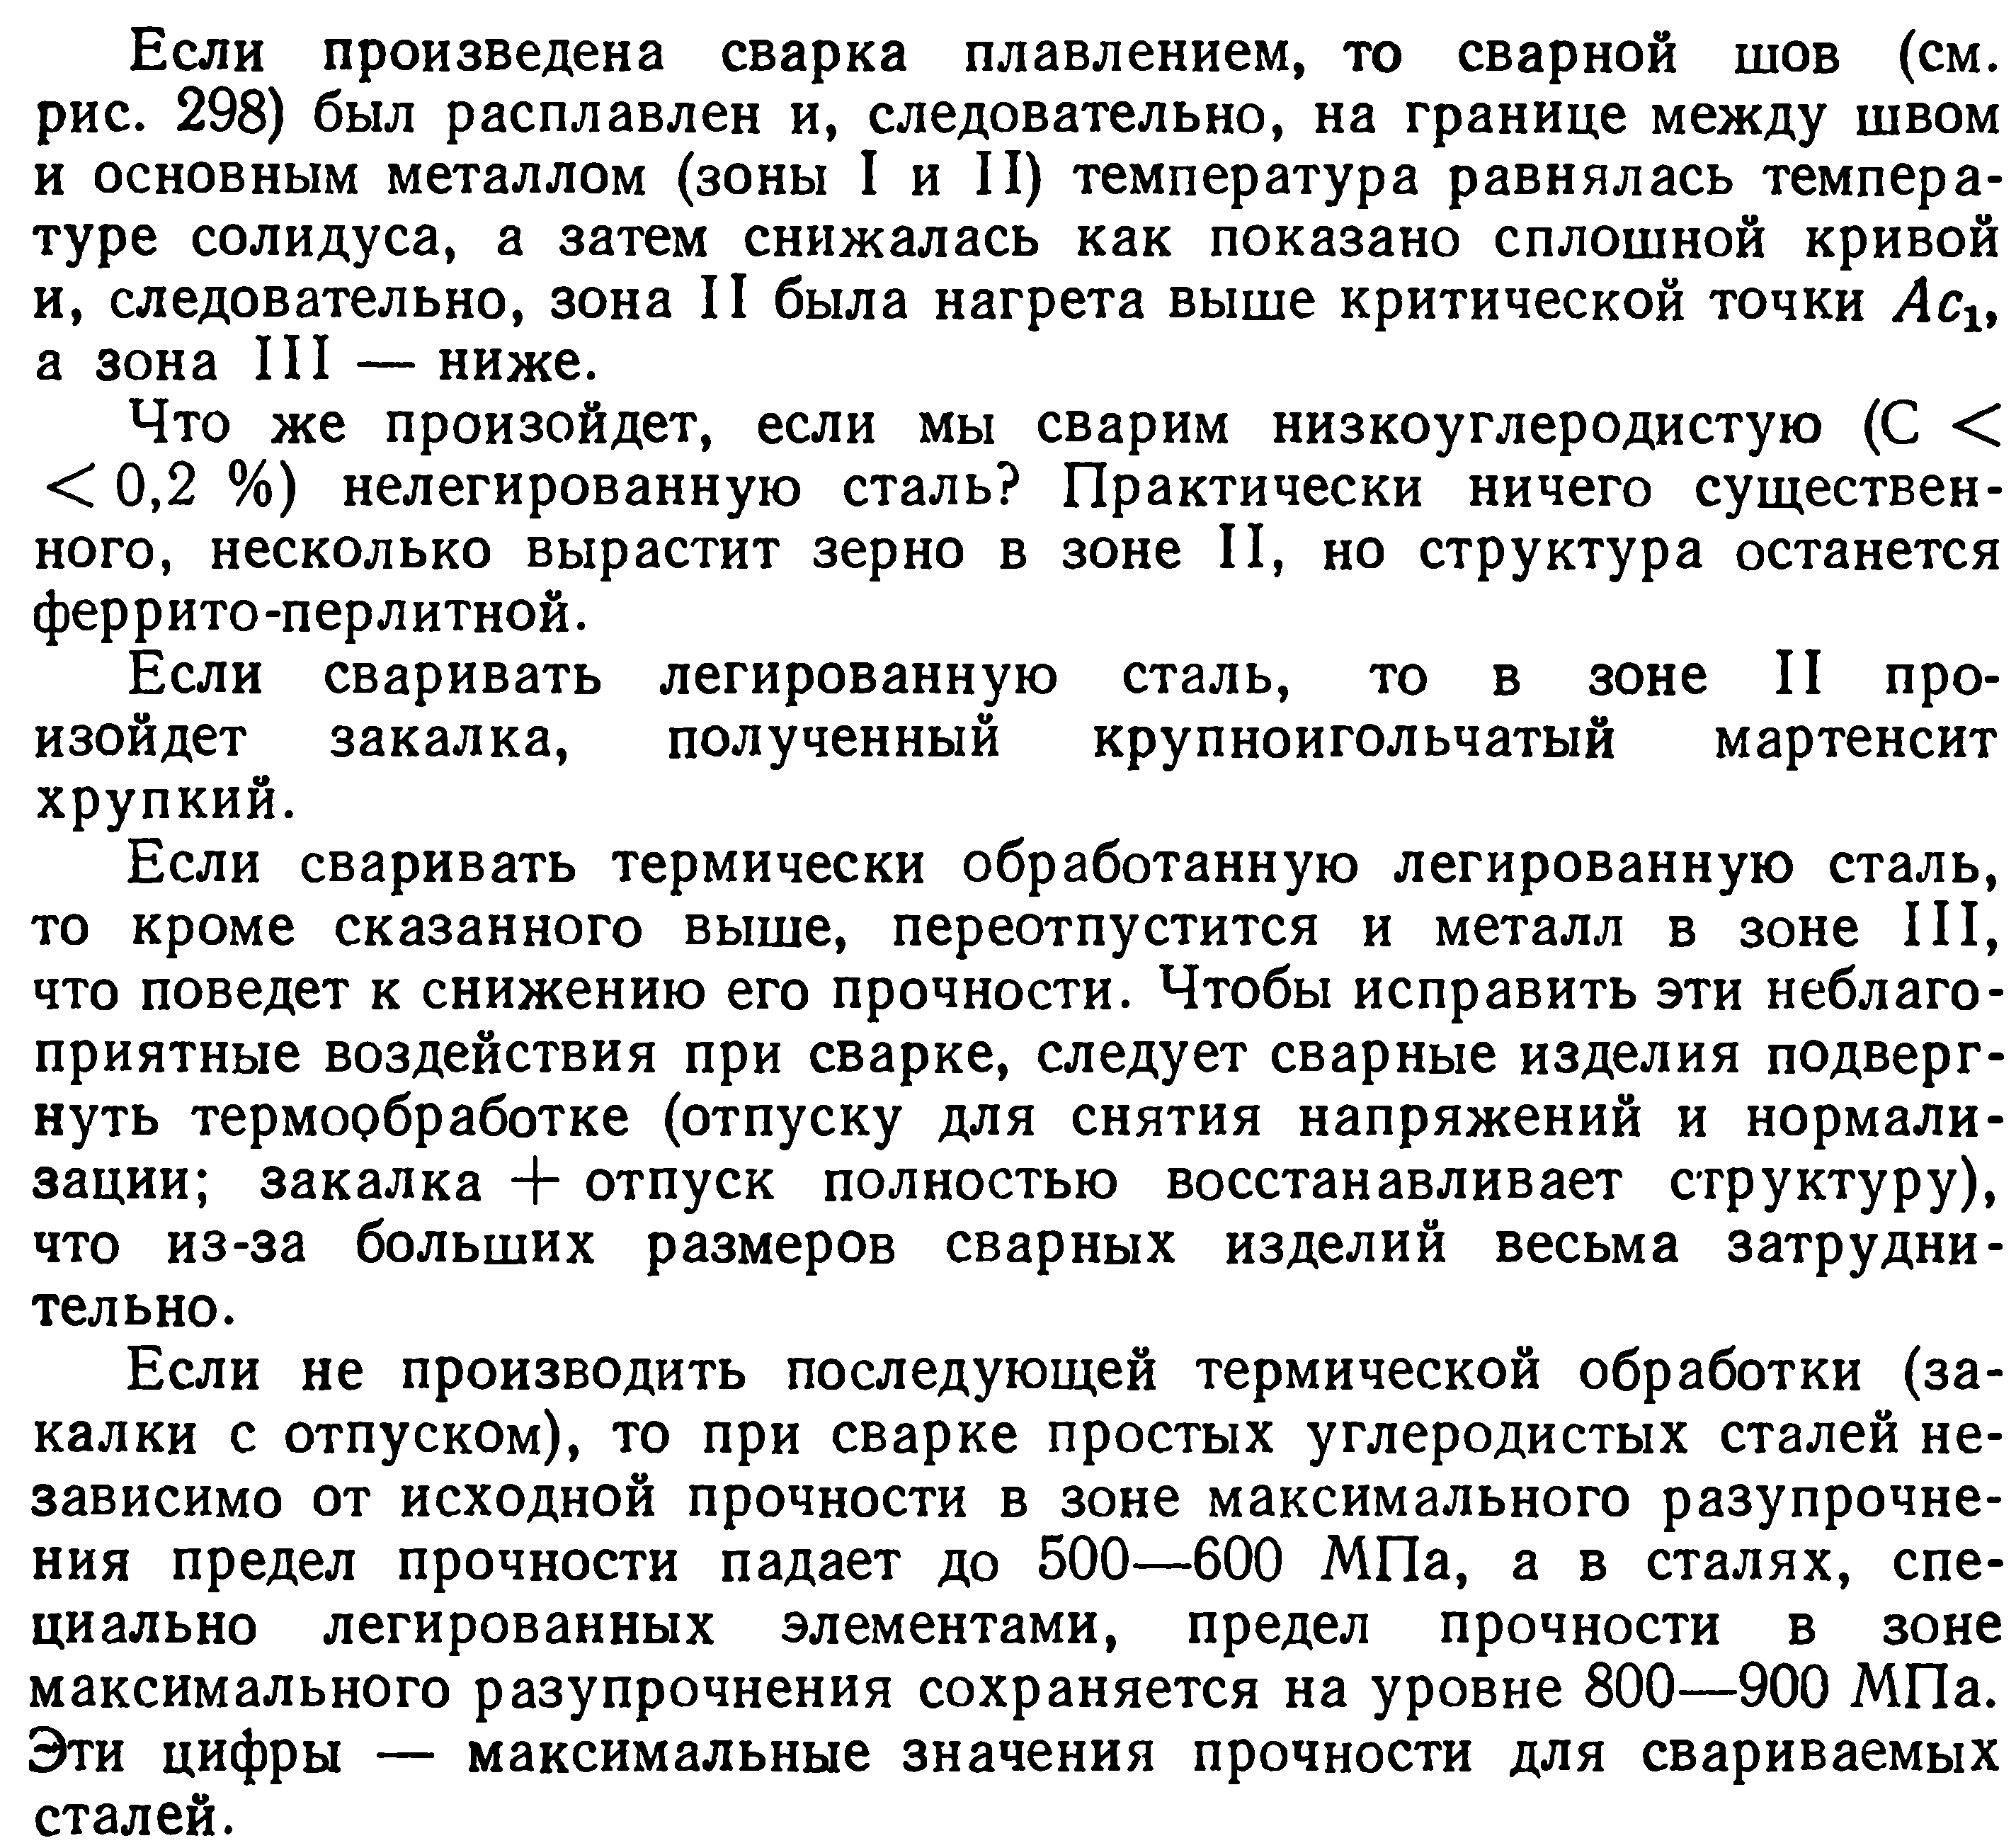 Если произведена сварка плавлением, то сварной шов (см.
рис. 298) был расплавлен и, следовательно, на границе между швом
и основным металлом (зоны I и II) температура равнялась темпера-
туре солидуса, а затем снижалась как показано сплошной кривой
и, следовательно, зона II была нагрета выше критической точки Ac₁,
а зона III — ниже.
Что же произойдет, если мы сварим низкоуглеродистую (С <
< 0,2 %) нелегированную сталь? Практически ничего существен-
ного, несколько вырастит зерно в зоне II, но структура останется
феррито-перлитной.
Если сваривать легированную сталь, то в зоне II про-
изойдет закалка, полученный крупноигольчатый мартенсит
хрупкий.
Если сваривать термически обработанную легированную сталь,
то кроме сказанного выше, переотпустится и металл в зоне III,
что поведет к снижению его прочности. Чтобы исправить эти неблаго-
приятные воздействия при сварке, следует сварные изделия подверг-
нуть термообработке (отпуску для снятия напряжений и нормали-
зации; закалка + отпуск полностью восстанавливает структуру),
что из-за больших размеров сварных изделий весьма затрудни-
тельно.
Если не производить последующей термической обработки (за-
калки с отпуском), то при сварке простых углеродистых сталей не-
зависимо от исходной прочности в зоне максимального разупрочне-
ния предел прочности падает до 500—600 МПа, а в сталях, спе-
циально легированных элементами, предел прочности в зоне
максимального разупрочнения сохраняется на уровне 800—900 МПа.
Эти цифры — максимальные значения прочности для свариваемых
сталей.